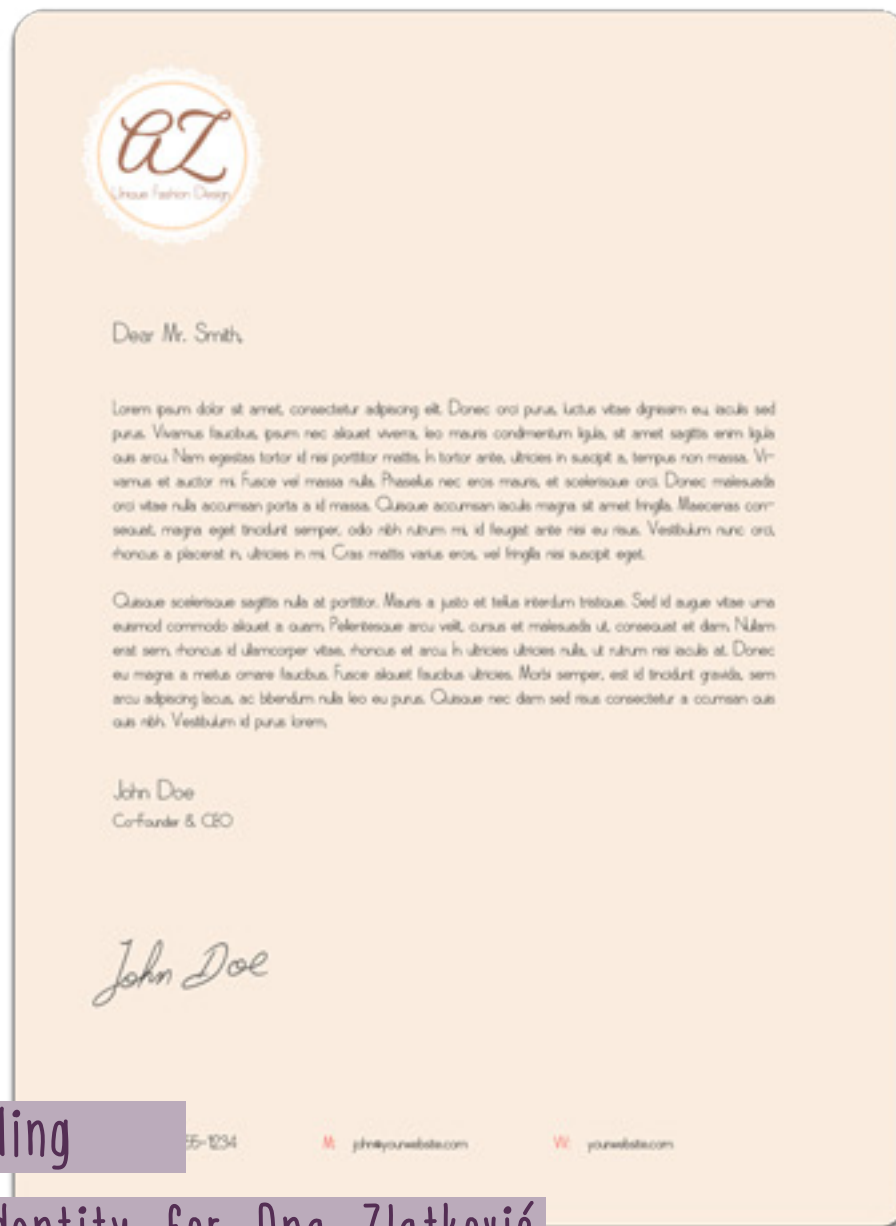 AZ
Unique Fashion Design
Dear Mr. Smith,
Lorem ipsum dolor sit amet, consectetur adipiscing elit. Donec orci purus, luctus vitae dignissim eu, iaculis sed
purus. Vivamus faucibus, ipsum nec aliquet viverra, leo mauris condimentum ligula, sit amet sagittis enim ligula
quis arcu. Nam egestas tortor id nisi porttitor mattis. In tortor ante, ultricies in suscipit a, tempus non massa. Vi-
vamus et auctor mi. Fusce vel massa nulla. Phasellus nec eros mauris, et scelerisque orci. Donec malesuada
orci vitae nulla accumsan porta a id massa. Quisque accumsan iaculis magna sit amet fringilla. Maecenas con-
sequat, magna eget tincidunt semper, odio nibh rutrum mi, id feugiat ante nisi eu risus. Vestibulum nunc orci,
rhoncus a placerat in, ultricies in mi. Cras mattis varius eros, vel fringilla nisi suscipit eget.
Quisque scelerisque sagittis nulla at porttitor. Mauris a justo et tellus interdum tristique. Sed id augue vitae urna
euismod commodo aliquet a quam. Pellentesque arcu velit, cursus et malesuada ut, consequat et diam. Nullam
erat sem, rhoncus id ullamcorper vitae, rhoncus et arcu. In ultricies ultricies nulla, ut rutrum nisi iaculis at. Donec
eu magna a metus ornare faucibus. Fusce aliquet faucibus ultricies. Morbi semper, est id tincidunt gravida, sem
arcu adipiscing lacus, ac bibendum nulla leo eu purus. Quisque nec diam sed risus consectetur a ccumsan quis
quis nibh. Vestibulum id purus lorem.
John Doe
Co-Founder & CEO
John Doe
55-1234 M: john@yourwebsite.com W: yourwebsite.com
ding
dentity for Ana Zlatković